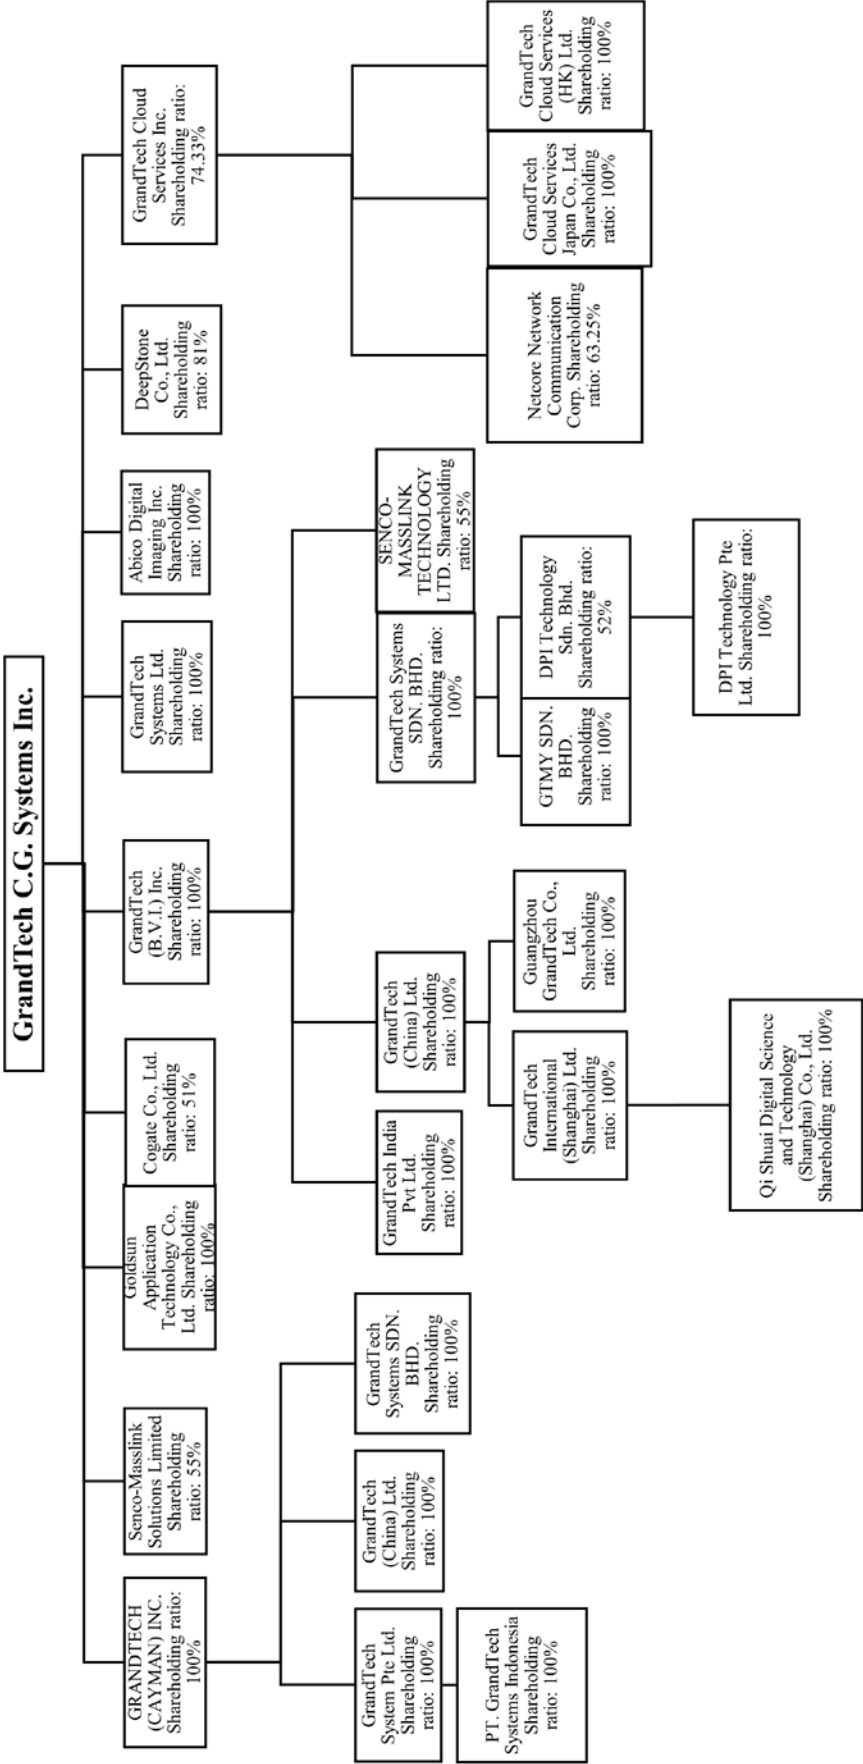 GrandTech C.G. Systems Inc.
GRANDTECH
(CAYMAN) INC.
Shareholding ratio:
100%
Senco-Masslink
Solutions Limited
Shareholding
ratio: 55%
Goldsun
Application
Technology Co.,
Ltd. Shareholding
ratio: 100%
Cogate Co., Ltd.
Shareholding
ratio: 51%
GrandTech
(B.V.I.) Inc.
Shareholding
ratio: 100%
GrandTech
Systems Ltd.
Shareholding
ratio: 100%
Abico Digital
Imaging Inc.
Shareholding
ratio: 100%
DeepStone
Co., Ltd.
Shareholding
ratio: 81%
GrandTech Cloud
Services Inc.
Shareholding ratio:
74.33%
GrandTech
System Pte Ltd.
Shareholding
ratio: 100%
GrandTech
(China) Ltd.
Shareholding
ratio: 100%
GrandTech
Systems SDN.
BHD.
Shareholding
ratio: 100%
GrandTech India
Pvt Ltd.
Shareholding
ratio: 100%
GrandTech
(China) Ltd.
Shareholding
ratio: 100%
GrandTech Systems
SDN. BHD.
Shareholding ratio:
100%
SENCO-
MASSLINK
TECHNOLOGY
LTD. Shareholding
ratio: 55%
Netcore Network
Communication
Corp. Shareholding
ratio: 63.25%
GrandTech
Cloud Services
Japan Co., Ltd.
Shareholding
ratio: 100%
GrandTech
Cloud Services
(HK) Ltd.
Shareholding
ratio: 100%
PT. GrandTech
Systems Indonesia
Shareholding
ratio: 100%
GrandTech
International
(Shanghai) Ltd.
Shareholding
ratio: 100%
Guangzhou
GrandTech Co.,
Ltd.
Shareholding
ratio: 100%
GTMY SDN.
BHD.
Shareholding
ratio: 100%
DPI Technology
Sdn. Bhd.
Shareholding ratio:
52%
Qi Shuai Digital Science
and Technology
(Shanghai) Co., Ltd.
Shareholding ratio: 100%
DPI Technology Pte
Ltd. Shareholding ratio:
100%